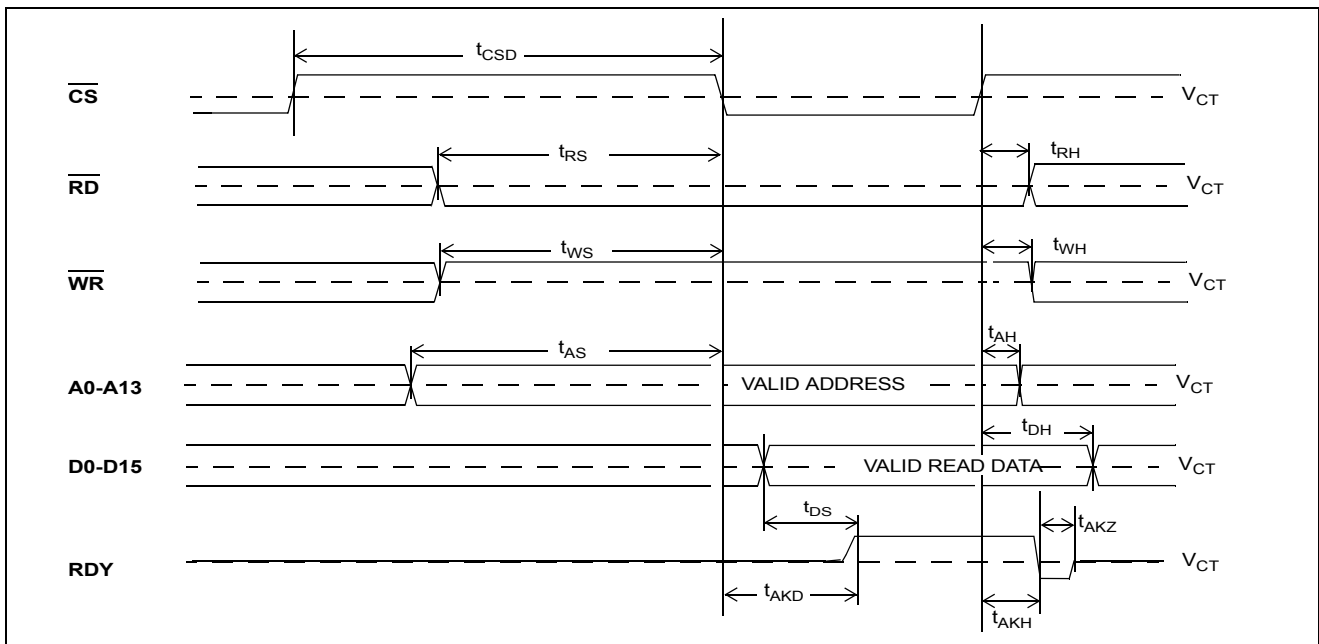 tCSD
CS
VCT
tRS
tRH
RD
VCT
tWS
tWH
WR
VCT
tAS
tAH
A0-A13
VALID ADDRESS
VCT
tDH
D0-D15
VALID READ DATA
VCT
tDS
tAKZ
RDY
VCT
tAKD
tAKH